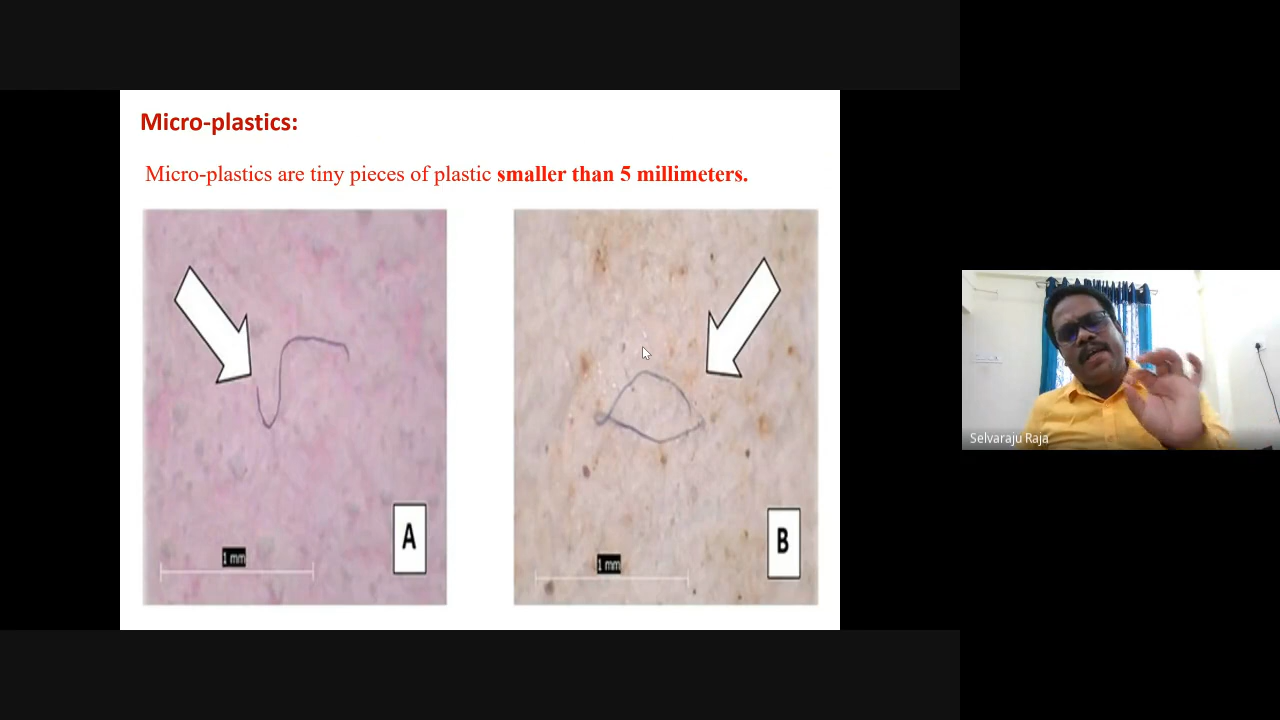 Micro-plastics:
Micro-plastics are tiny pieces of plastic smaller than 5 millimeters.
A
1 mm
B
1 mm
Selvaraju Raja